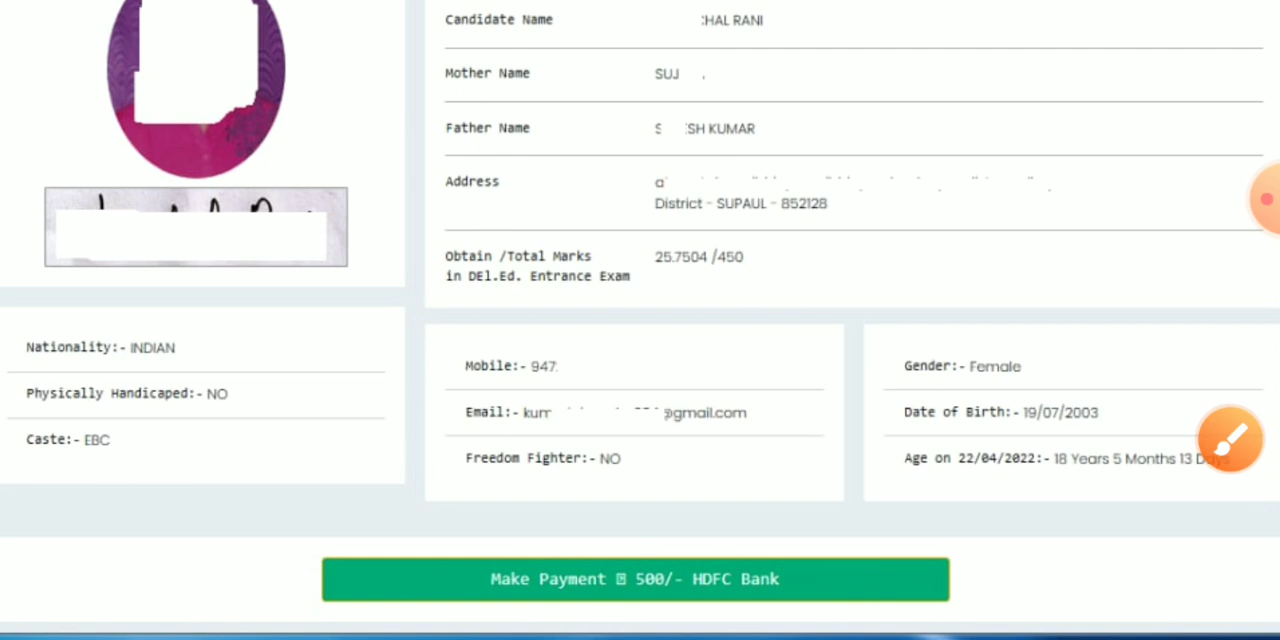 Candidate Name HAL RANI
Mother Name SUJ
Father Name S SH KUMAR
Address
District - SUPAUL - 852128
Obtain /Total Marks 25.7504 /450
in DEl.Ed. Entrance Exam
Nationality:- INDIAN
Physically Handicaped:- NO
Caste:- EBC
Mobile:- 947
Email:- kum @gmail.com
Freedom Fighter:- NO
Gender:- Female
Date of Birth:- 19/07/2003
Age on 22/04/2022:- 18 Years 5 Months 13 Days
Make Payment 500/- HDFC Bank